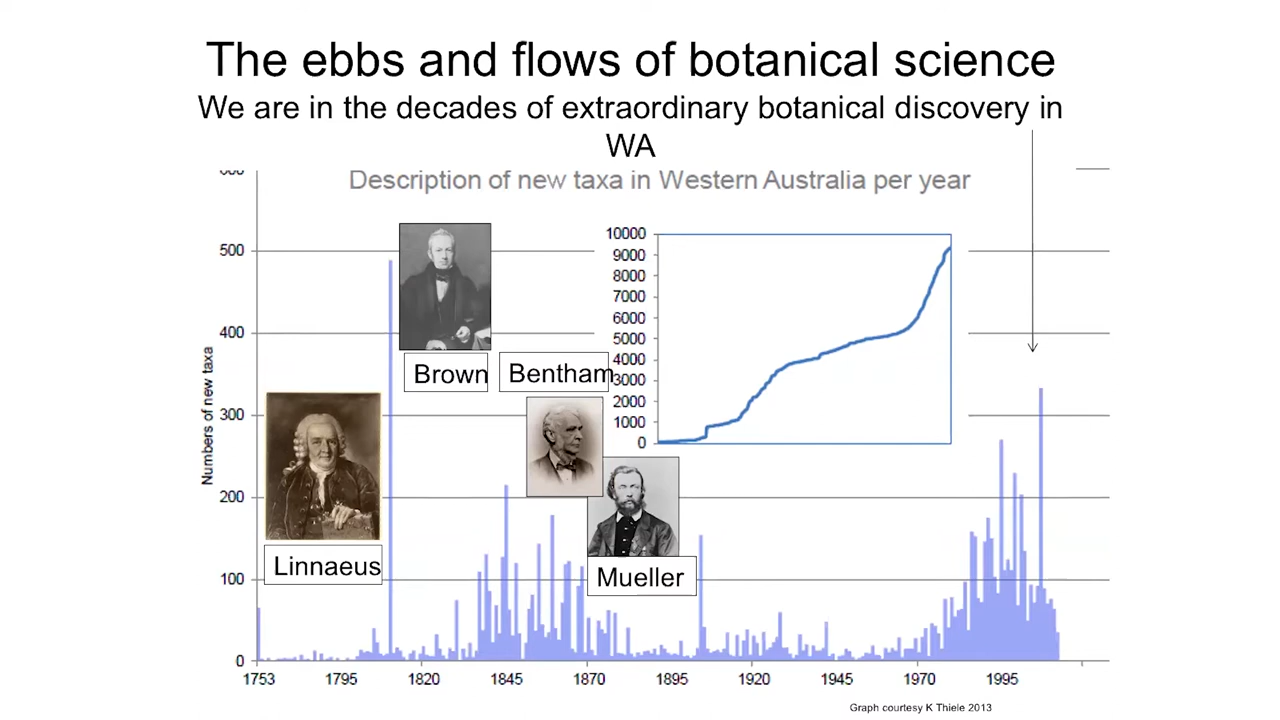 The ebbs and flows of botanical science
We are in the decades of extraordinary botanical discovery in
WA
Description of new taxa in Western Australia per year
Numbers of new taxa
500
400
300
200
100
0
1753
1795
1820
1845
1870
1895
1920
1945
1970
1995
10000
9000
8000
7000
6000
5000
4000
3000
2000
1000
0
Brown
Bentham
Linnaeus
Mueller
Graph courtesy K Thiele 2013